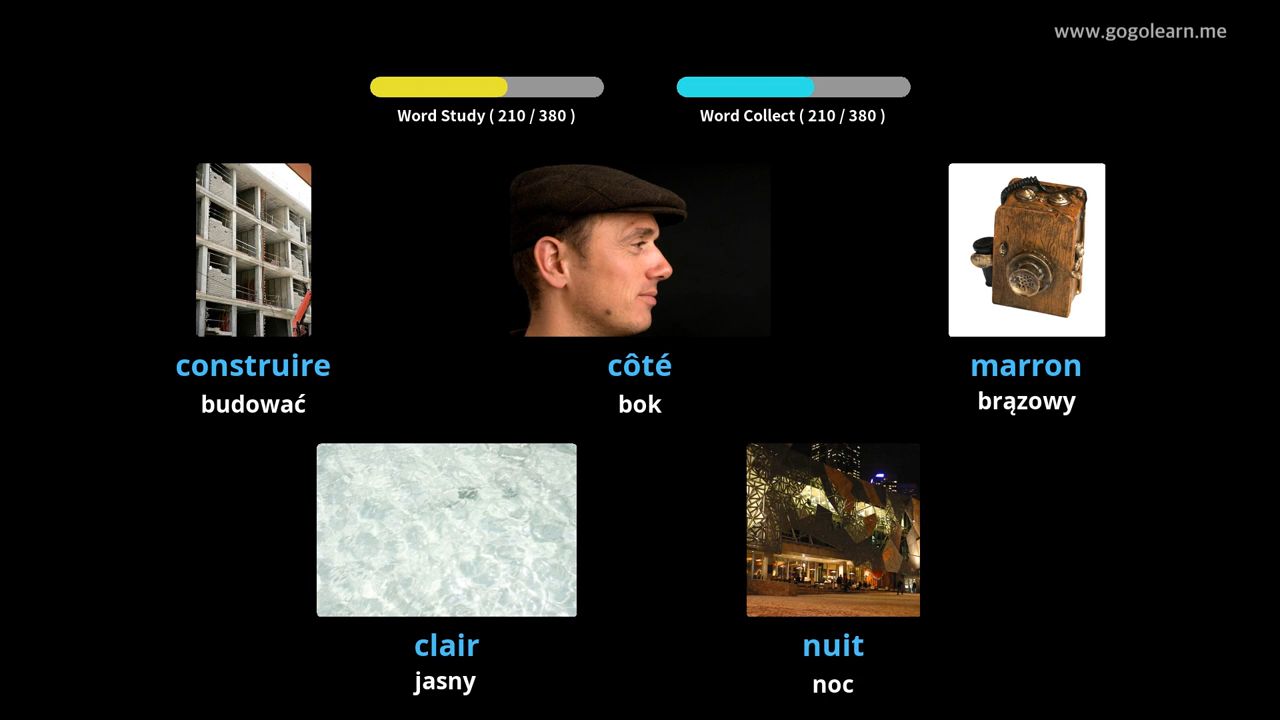 www.gogolearn.me
Word Study ( 210 / 380 )
Word Collect ( 210 / 380 )
construire
budować
côté
bok
marron
brązowy
clair
jasny
nuit
noc